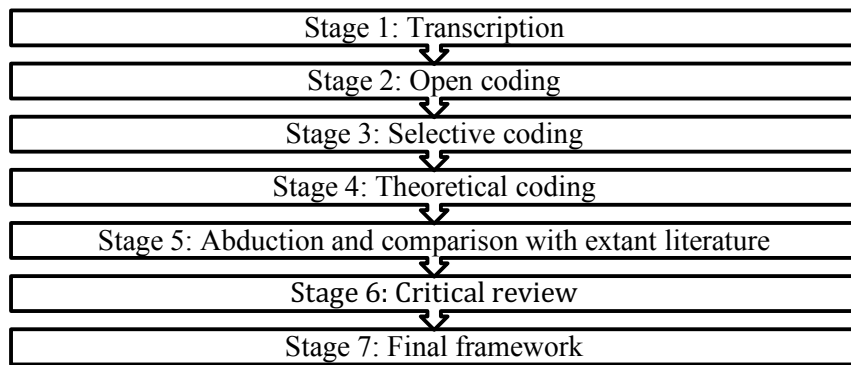 Stage 1: Transcription
Stage 2: Open coding
Stage 3: Selective coding
Stage 4: Theoretical coding
Stage 5: Abduction and comparison with extant literature
Stage 6: Critical review
Stage 7: Final framework